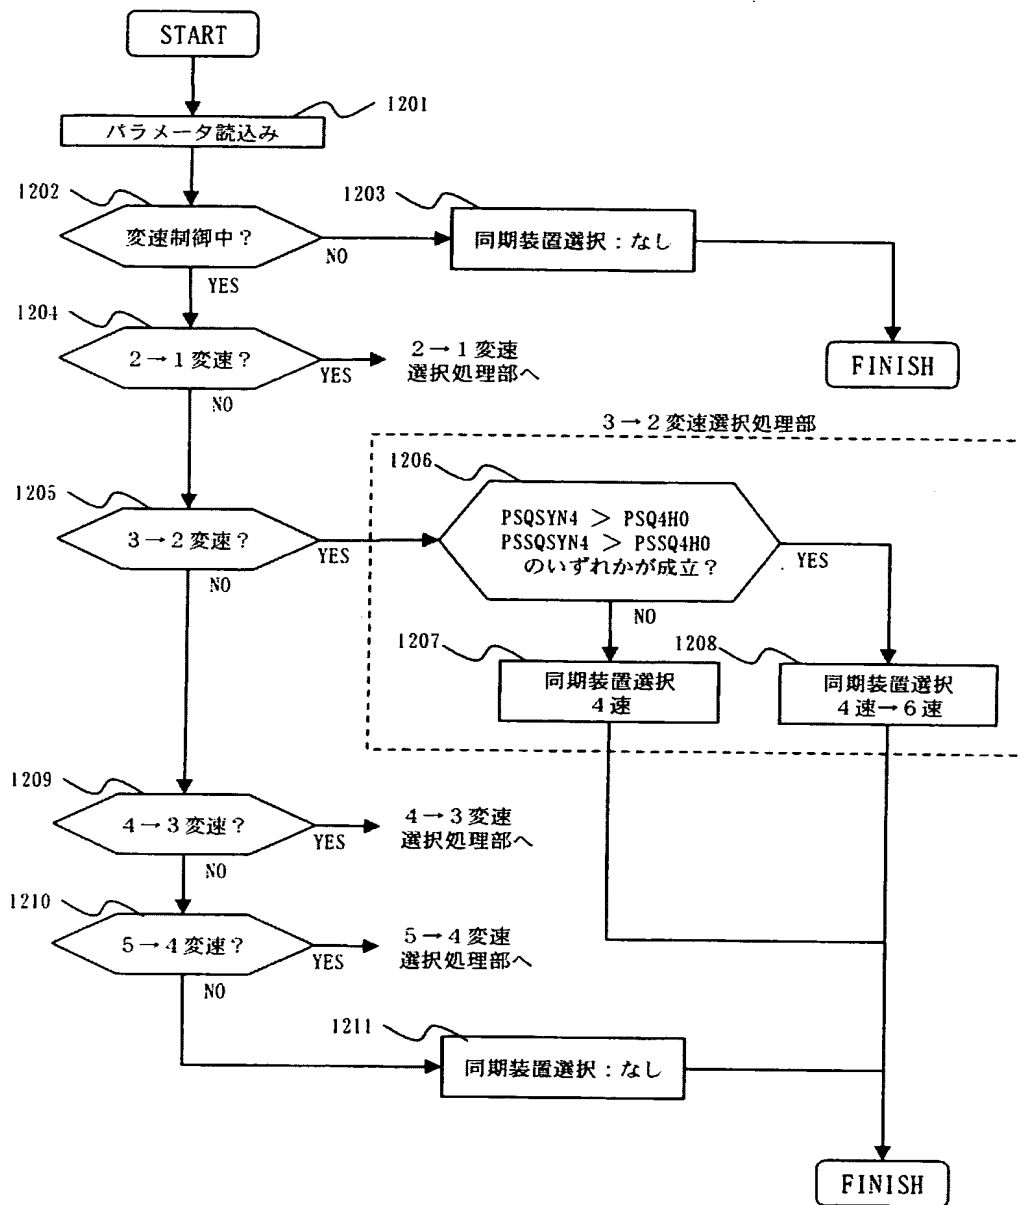 START
1201
パラメータ読込み
1202
変速制御中？
NO
YES
1203
同期装置選択：なし
FINISH
1204
2→1変速？
YES
NO
2→1変速
選択処理部へ
3→2変速選択処理部
1205
3→2変速？
YES
NO
1206
PSQSYN4 ＞ PSQ4H0
PSSQSYN4 ＞ PSSQ4H0
のいずれかが成立？
YES
NO
1207
同期装置選択
4速
1208
同期装置選択
4速→6速
1209
4→3変速？
YES
NO
4→3変速
選択処理部へ
1210
5→4変速？
YES
NO
5→4変速
選択処理部へ
1211
同期装置選択：なし
FINISH